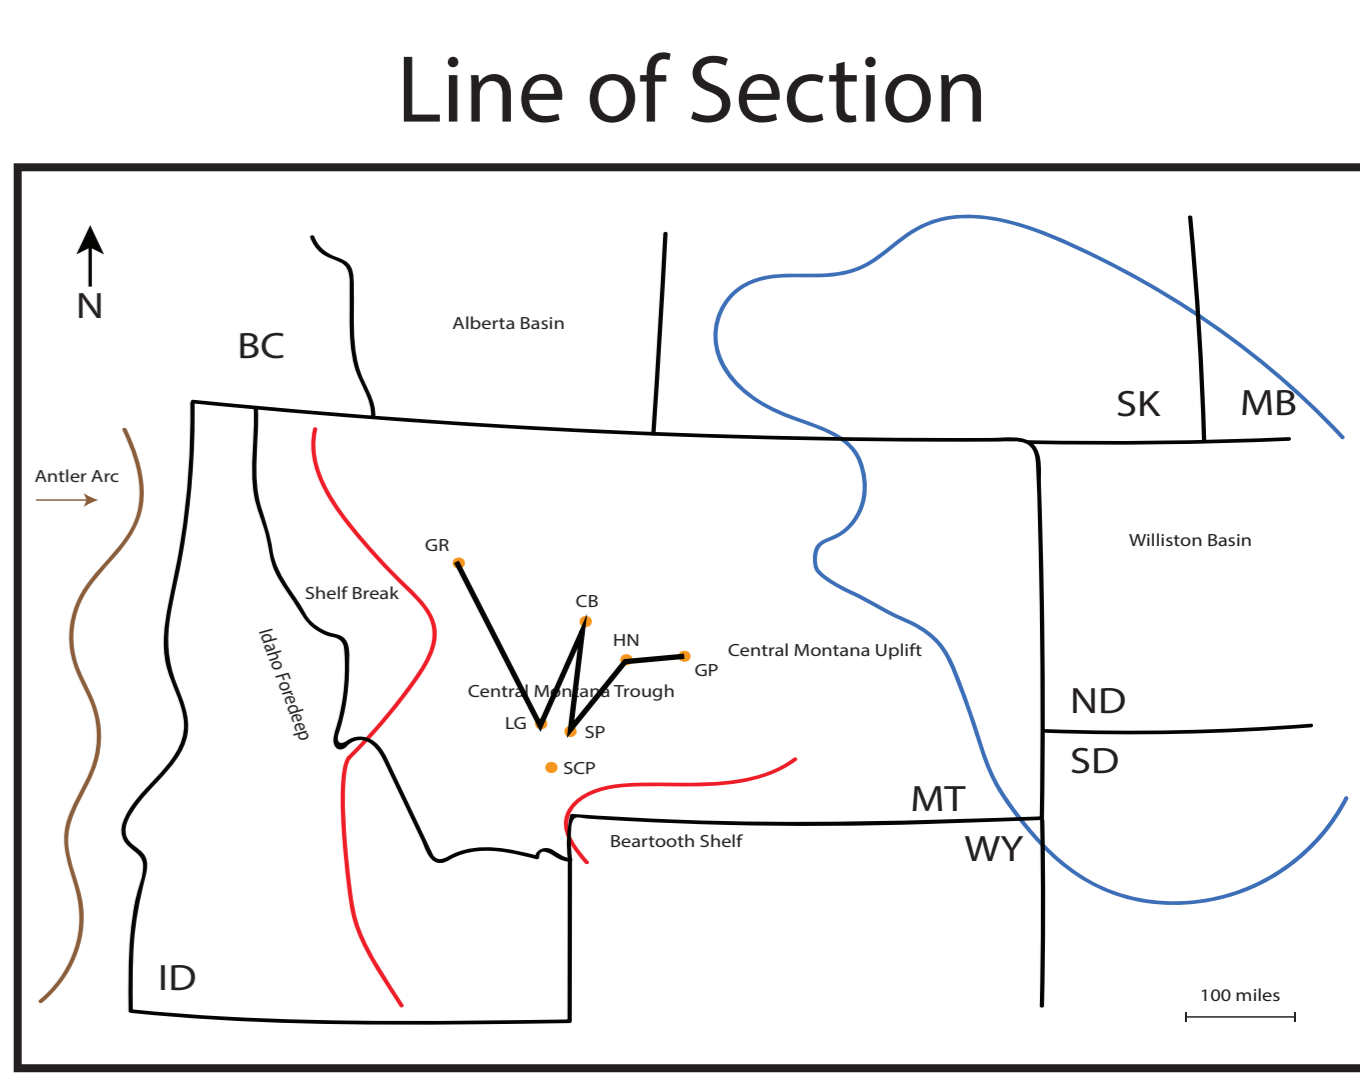 Line of Section
N
BC
Alberta Basin
SK
MB
Antler Arc
GR
Shelf Break
Williston Basin
CB
Idaho Foredeep
HN
GP
Central Montana Uplift
Central Montana Trough
LG
SP
SCP
ND
SD
MT
WY
Beartooth Shelf
ID
100 miles